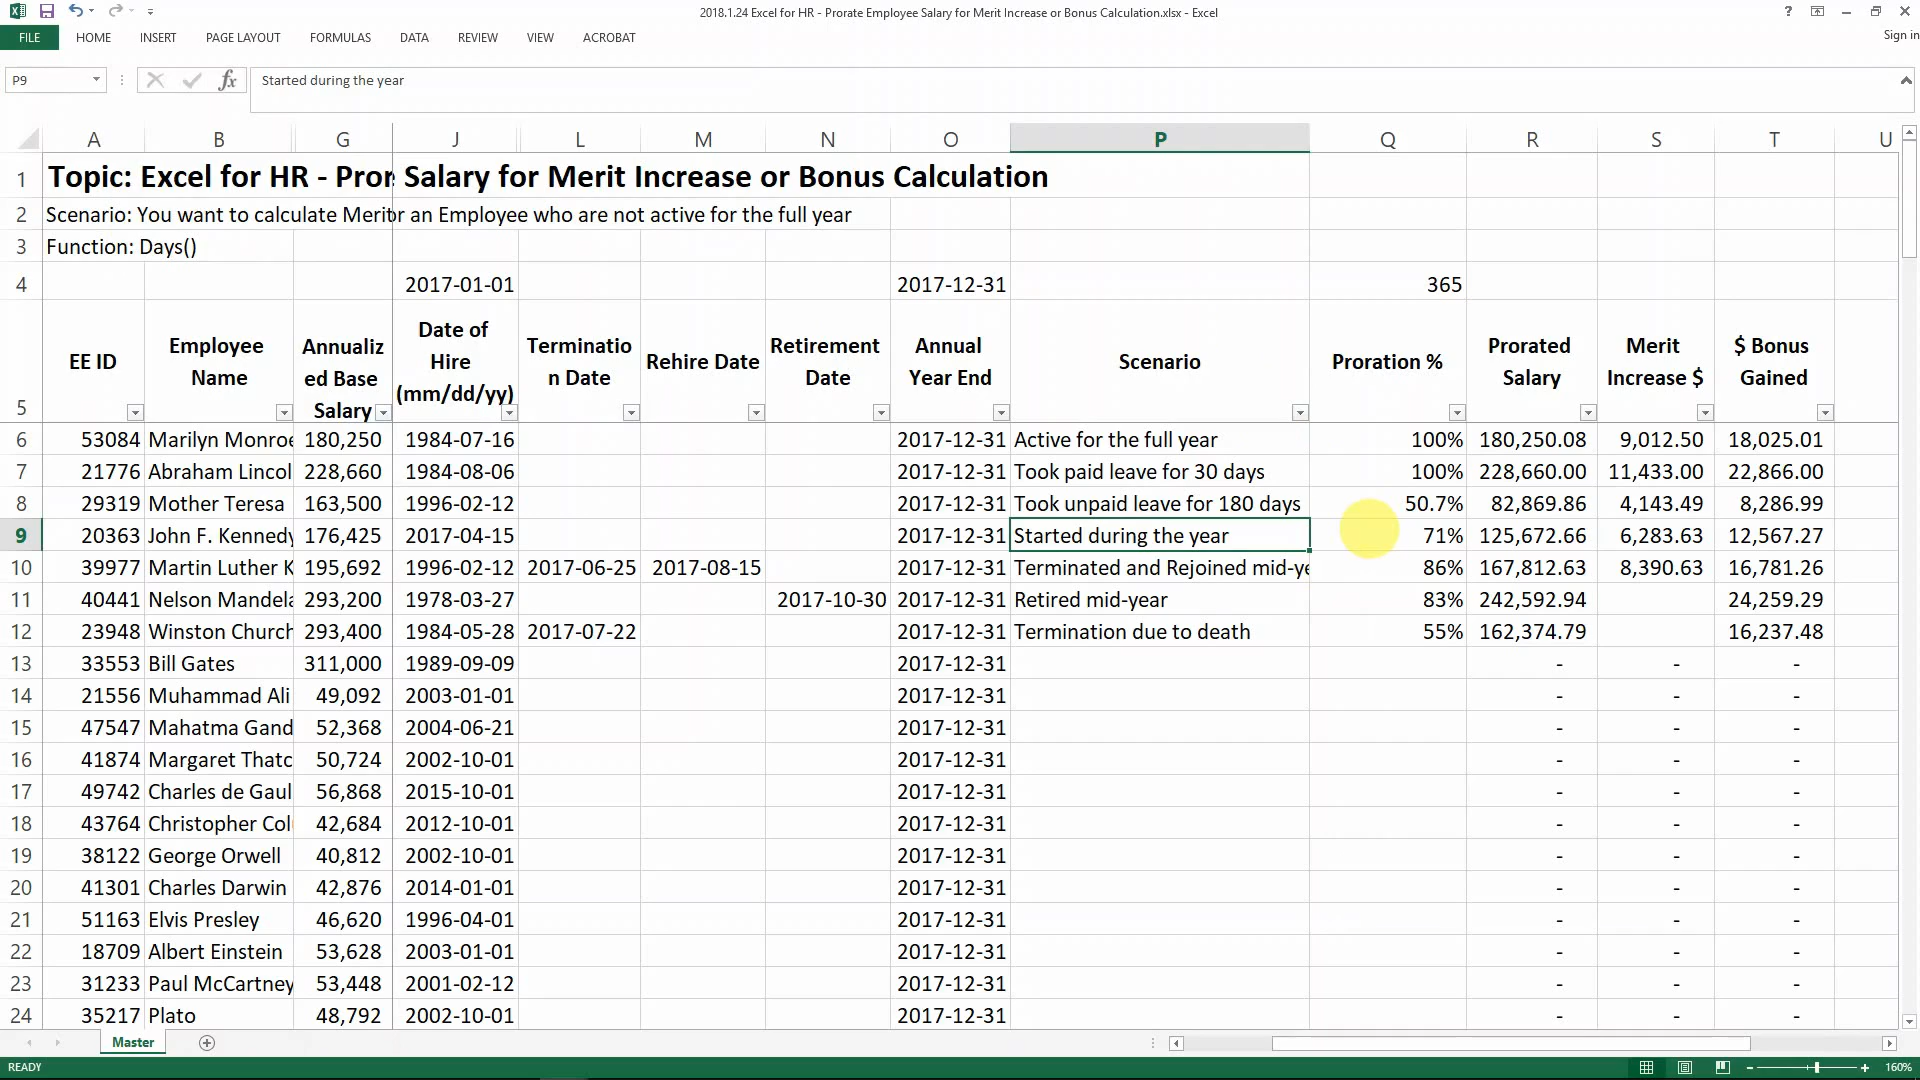 2018.1.24 Excel for HR - Prorate Employee Salary for Merit Increase or Bonus Calculation.xlsx - Excel
?
FILE HOME INSERT PAGE LAYOUT FORMULAS DATA REVIEW VIEW ACROBAT
Sign in
P9 fx Started during the year
A B G J L M N O P Q R S T U
1 Topic: Excel for HR - Pror Salary for Merit Increase or Bonus Calculation
2 Scenario: You want to calculate Merit r an Employee who are not active for the full year
3 Function: Days()
4 2017-01-01 2017-12-31 365
5 EE ID
Employee
Name
Annualiz
ed Base
Salary
Date of
Hire
(mm/dd/yy)
Terminatio
n Date
Rehire Date
Retirement
Date
Annual
Year End
Scenario
Proration %
Prorated
Salary
Merit
Increase $
$ Bonus
Gained
6 53084 Marilyn Monroe 180,250 1984-07-16 2017-12-31 Active for the full year 100% 180,250.08 9,012.50 18,025.01
7 21776 Abraham Lincol 228,660 1984-08-06 2017-12-31 Took paid leave for 30 days 100% 228,660.00 11,433.00 22,866.00
8 29319 Mother Teresa 163,500 1996-02-12 2017-12-31 Took unpaid leave for 180 days 50.7% 82,869.86 4,143.49 8,286.99
9 20363 John F. Kennedy 176,425 2017-04-15 2017-12-31 Started during the year 71% 125,672.66 6,283.63 12,567.27
10 39977 Martin Luther K 195,692 1996-02-12 2017-06-25 2017-08-15 2017-12-31 Terminated and Rejoined mid-ye 86% 167,812.63 8,390.63 16,781.26
11 40441 Nelson Mandela 293,200 1978-03-27 2017-10-30 2017-12-31 Retired mid-year 83% 242,592.94 24,259.29
12 23948 Winston Church 293,400 1984-05-28 2017-07-22 2017-12-31 Termination due to death 55% 162,374.79 16,237.48
13 33553 Bill Gates 311,000 1989-09-09 2017-12-31 - - -
14 21556 Muhammad Ali 49,092 2003-01-01 2017-12-31 - - -
15 47547 Mahatma Gand 52,368 2004-06-21 2017-12-31 - - -
16 41874 Margaret Thatc 50,724 2002-10-01 2017-12-31 - - -
17 49742 Charles de Gaul 56,868 2015-10-01 2017-12-31 - - -
18 43764 Christopher Col 42,684 2012-10-01 2017-12-31 - - -
19 38122 George Orwell 40,812 2002-10-01 2017-12-31 - - -
20 41301 Charles Darwin 42,876 2014-01-01 2017-12-31 - - -
21 51163 Elvis Presley 46,620 1996-04-01 2017-12-31 - - -
22 18709 Albert Einstein 53,628 2003-01-01 2017-12-31 - - -
23 31233 Paul McCartney 53,448 2001-02-12 2017-12-31 - - -
24 35217 Plato 48,792 2002-10-01 2017-12-31 - - -
Master
READY 160%